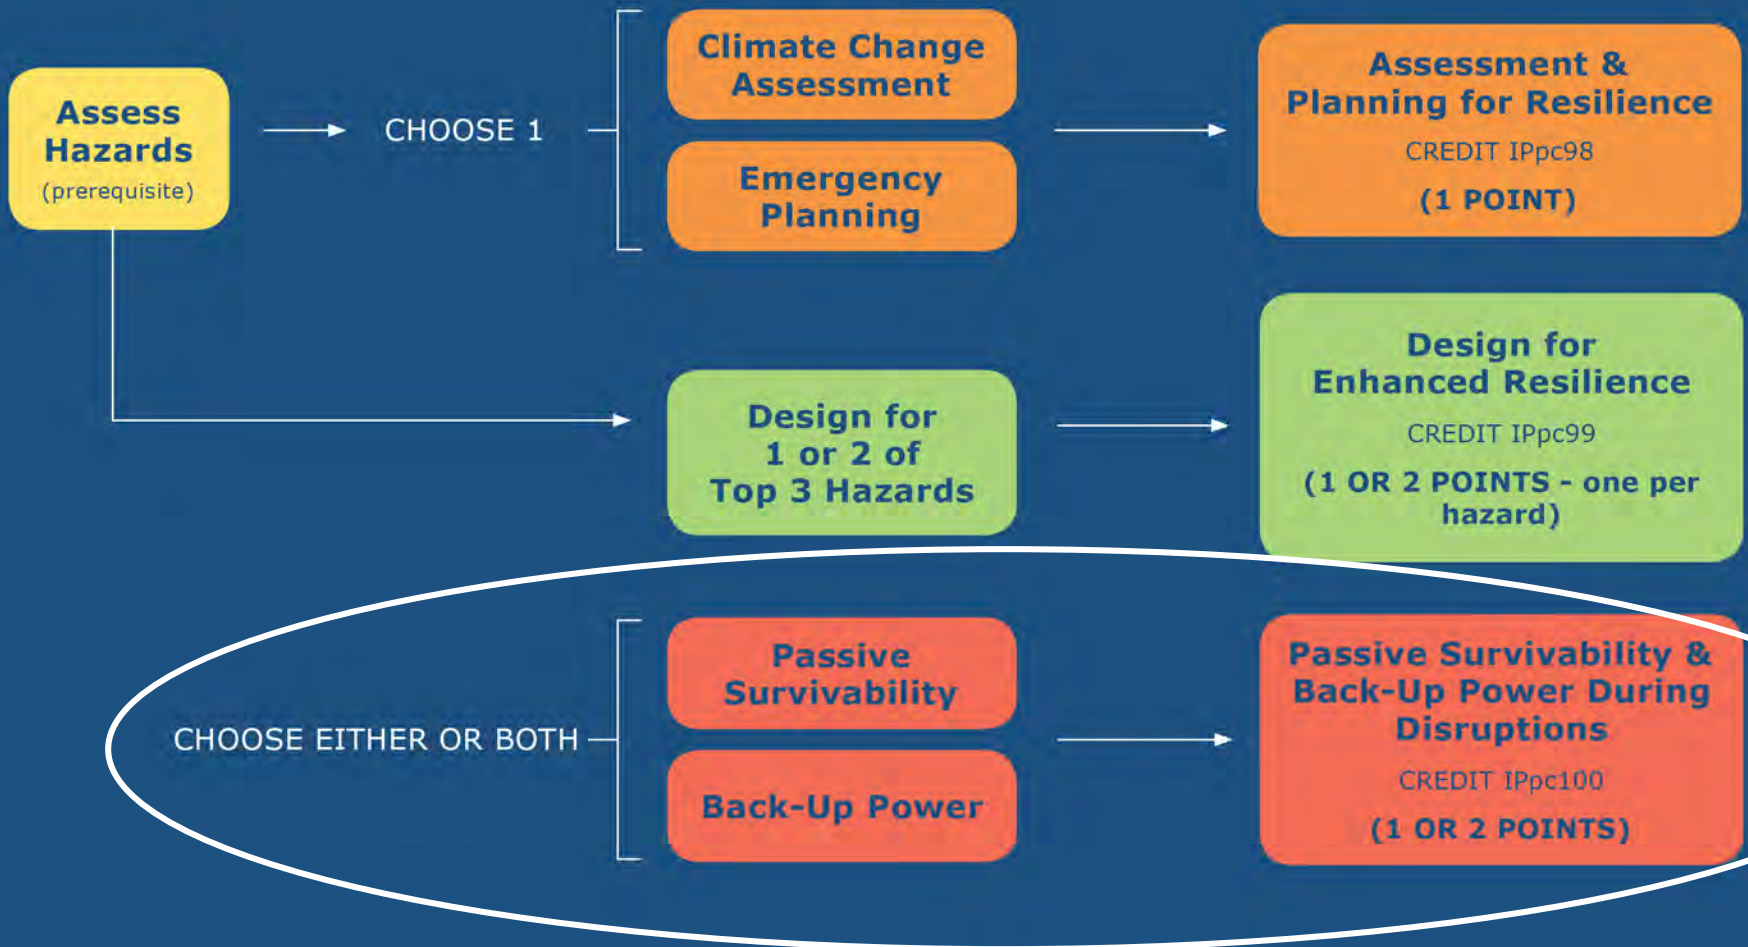 Assess
Hazards
(prerequisite)
CHOOSE 1
Climate Change
Assessment
Emergency
Planning
Assessment &
Planning for Resilience
CREDIT IPpc98
(1 POINT)
Design for
1 or 2 of
Top 3 Hazards
Design for
Enhanced Resilience
CREDIT IPpc99
(1 OR 2 POINTS - one per
hazard)
CHOOSE EITHER OR BOTH
Passive
Survivability
Back-Up Power
Passive Survivability &
Back-Up Power During
Disruptions
CREDIT IPpc100
(1 OR 2 POINTS)